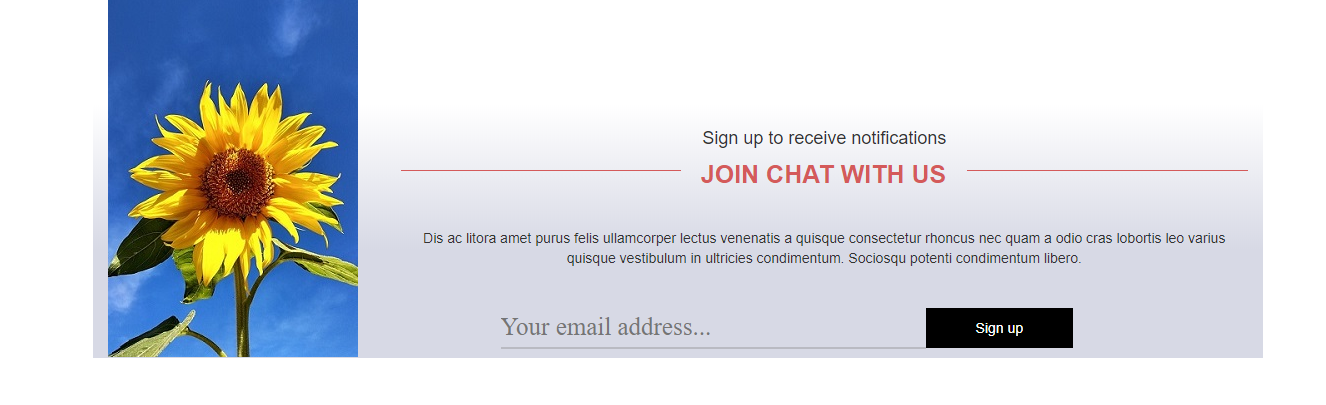 Sign up to receive notifications
JOIN CHAT WITH US
Dis ac litora amet purus felis ullamcorper lectus venenatis a quisque consectetur rhoncus nec quam a odio cras lobortis leo varius
quisque vestibulum in ultricies condimentum. Sociosqu potenti condimentum libero.
Your email address...
Sign up